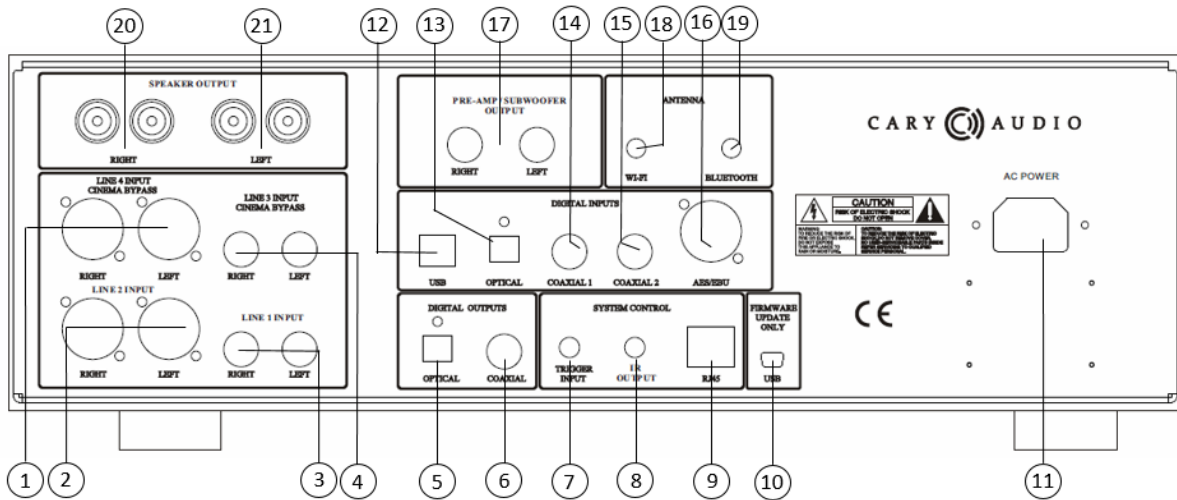 20
21
12
13
17
14
15
18
16
19
SPEAKER OUTPUT
RIGHT
LEFT
PRE-AMP/SUBWOOFER
OUTPUT
RIGHT
LEFT
ANTENNA
WI-FI
BLUETOOTH
CARY AUDIO
AC POWER
CAUTION
RISK OF ELECTRIC SHOCK
DO NOT OPEN
LINE 4 INPUT
CINEMA BYPASS
RIGHT
LEFT
LINE 3 INPUT
CINEMA BYPASS
RIGHT
LEFT
LINE 2 INPUT
RIGHT
LEFT
LINE 1 INPUT
RIGHT
LEFT
DIGITAL INPUTS
USB
OPTICAL
COAXIAL 1
COAXIAL 2
AES/EBU
DIGITAL OUTPUTS
OPTICAL
COAXIAL
SYSTEM CONTROL
TRIGGER
INPUT
IR
OUTPUT
RJ45
FIRMWARE
UPDATE
ONLY
USB
CE
1
2
3
4
5
6
7
8
9
10
11